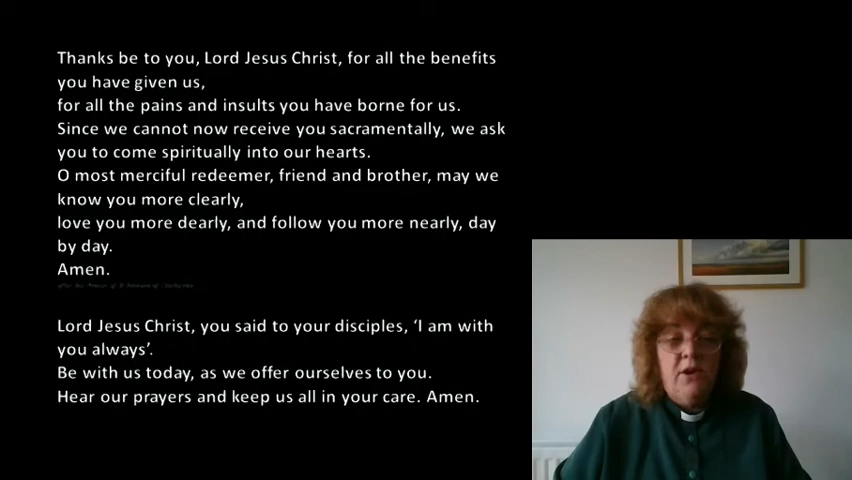 Thanks be to you, Lord Jesus Christ, for all the benefits
you have given us,
for all the pains and insults you have borne for us.
Since we cannot now receive you sacramentally, we ask
you to come spiritually into our hearts.
O most merciful redeemer, friend and brother, may we
know you more clearly,
love you more dearly, and follow you more nearly, day
by day.
Amen.
Lord Jesus Christ, you said to your disciples, ‘I am with
you always’.
Be with us today, as we offer ourselves to you.
Hear our prayers and keep us all in your care. Amen.